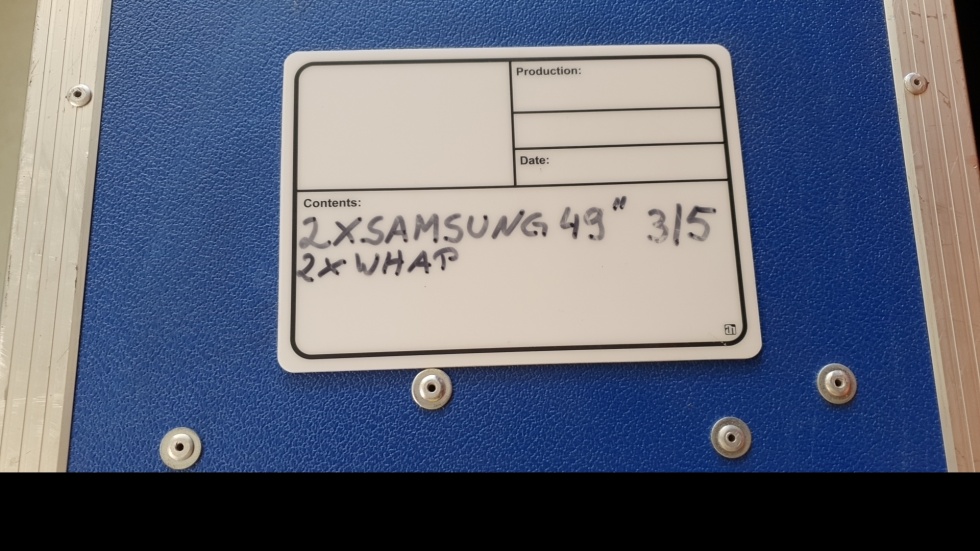 Production:
Date:
Contents:
2XSAMSUNG 49" 3/5
2X WHAP